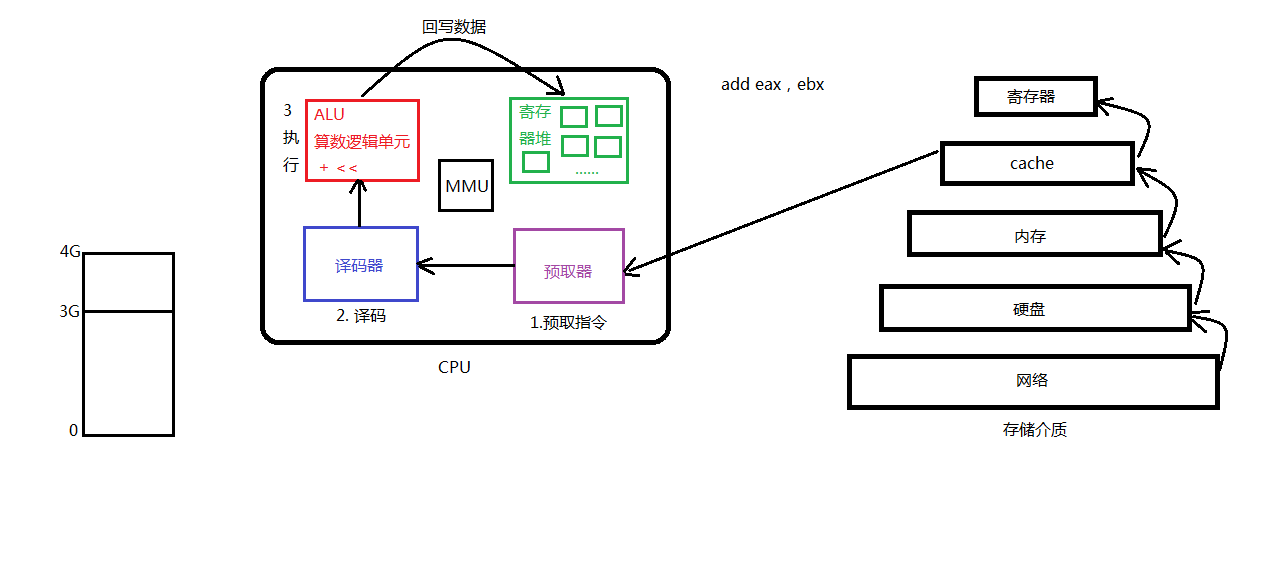 回写数据
3
执
行
ALU
算数逻辑单元
+ <<
寄存
器堆
......
MMU
译码器
预取器
2. 译码
1.预取指令
CPU
add eax , ebx
4G
3G
0
寄存器
cache
内存
硬盘
网络
存储介质